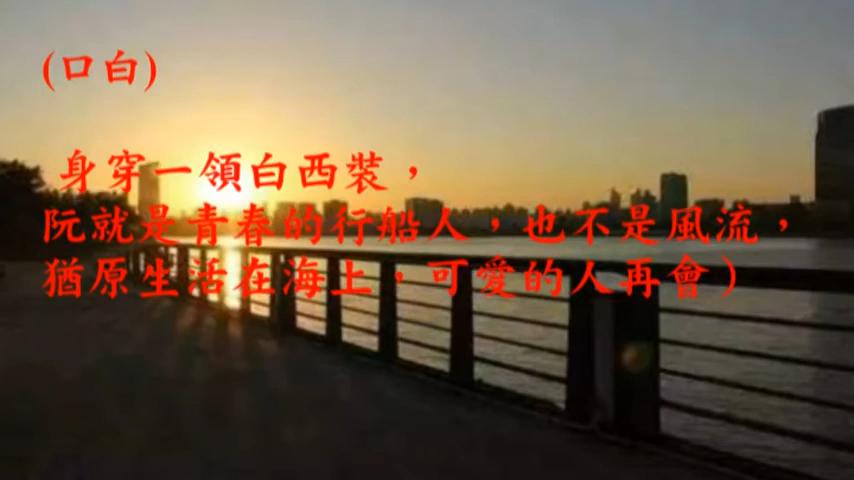 (口白)
身穿一領白西裝，
阮就是青春的行船人，也不是風流，
猶原生活在海上，可愛的人再會）